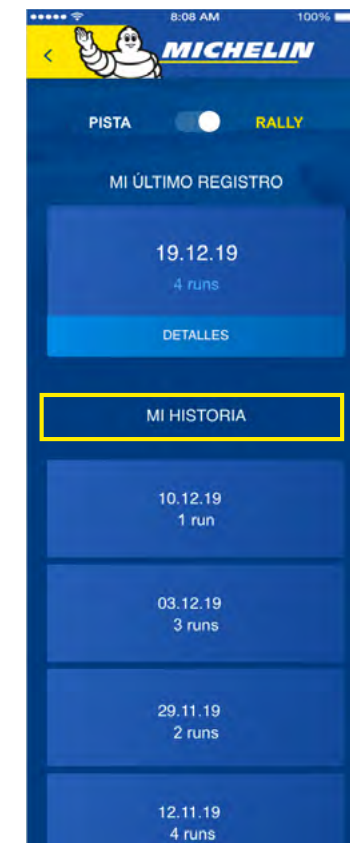 8:08 AM
100%
<
MICHELIN
PISTA
RALLY
MI ÚLTIMO REGISTRO
19.12.19
4 runs
DETALLES
MI HISTORIA
10.12.19
1 run
03.12.19
3 runs
29.11.19
2 runs
12.11.19
4 runs